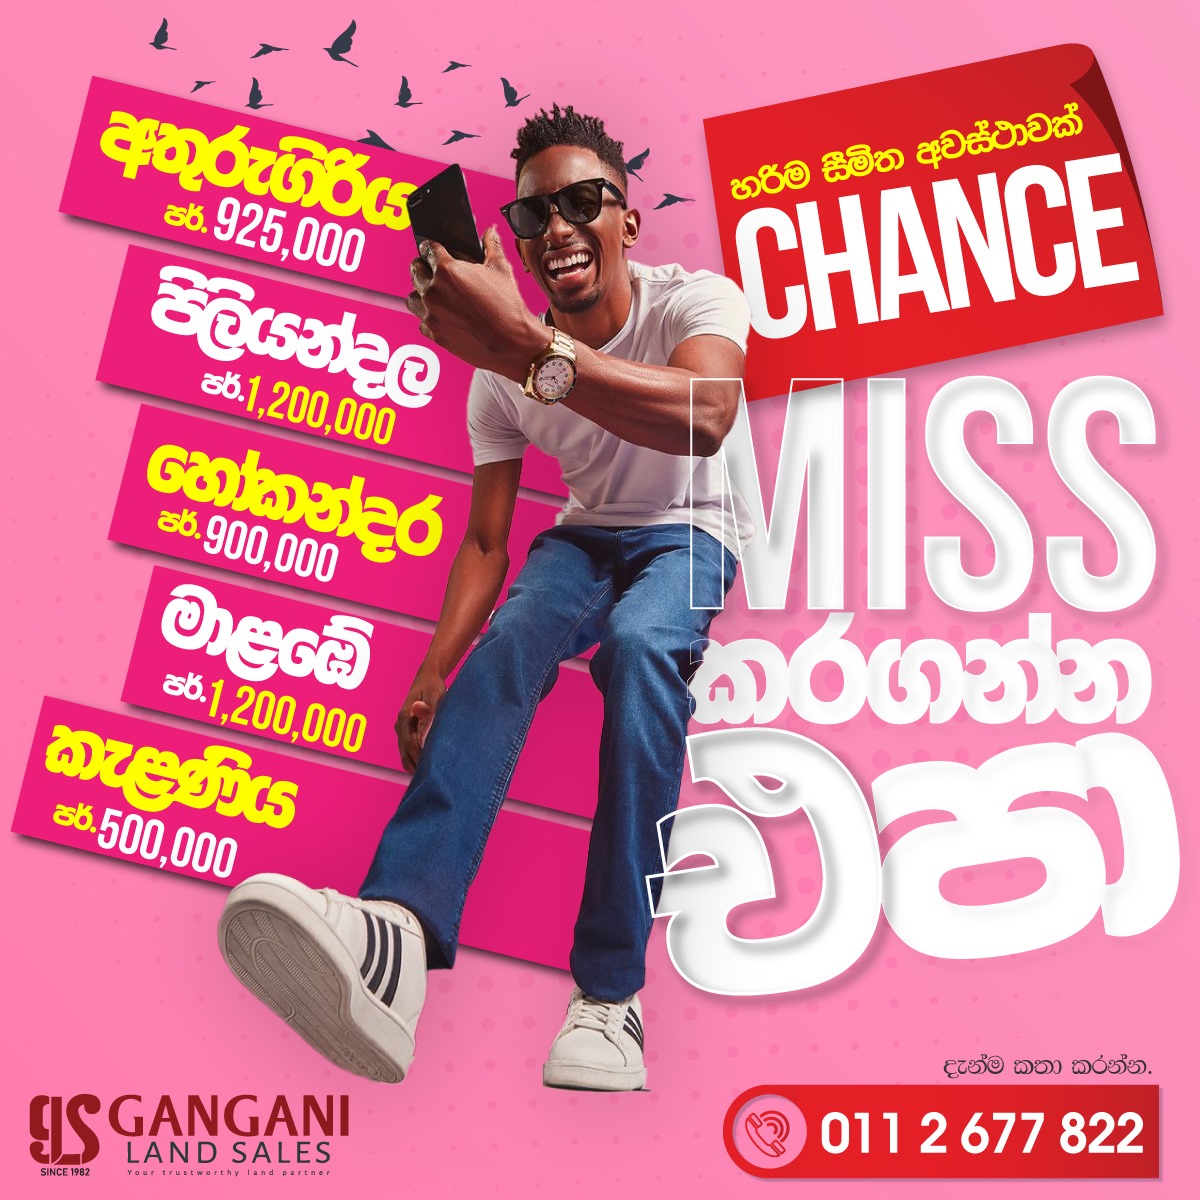 අතුරුගිරිය
පර්. 925,000
පිලියන්දල
පර්. 1,200,000
හෝකන්දර
පර්. 900,000
මාළඹේ
පර්. 1,200,000
කැළණිය
පර්. 500,000
හරිම සීමිත අවස්ථාවක්
CHANCE
MISS
කරගන්න
එපා
දැන්ම කතා කරන්න.
011 2 677 822
gLS GANGANI
LAND SALES
SINCE 1982
Your trustworthy land partner